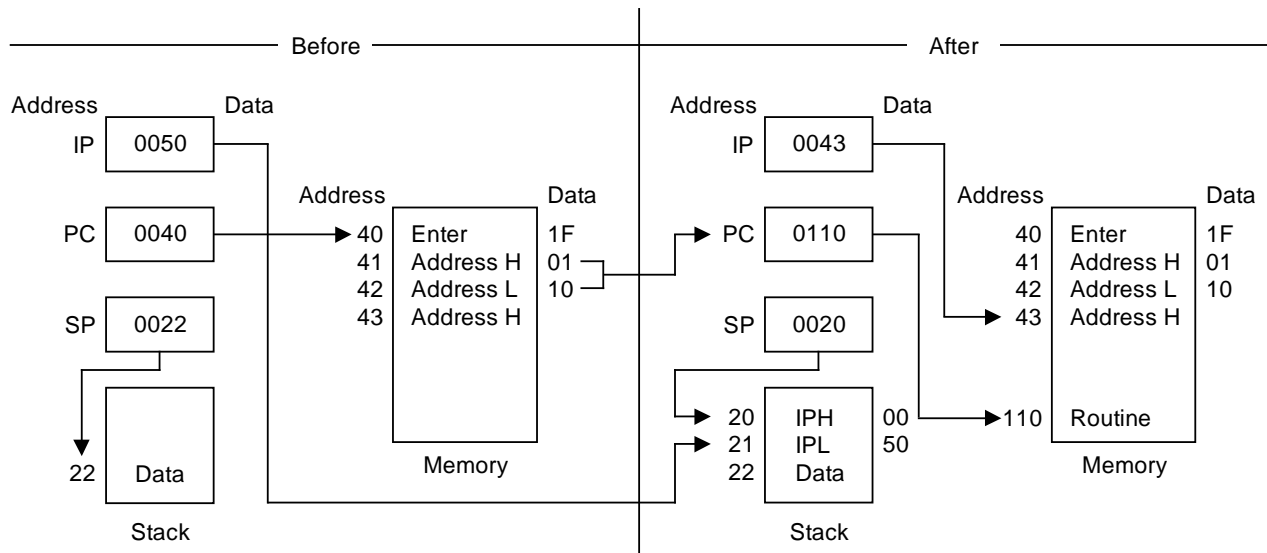 Before
Address Data
IP 0050
Address Data
PC 0040
40 Enter 1F
41 Address H 01
42 Address L 10
43 Address H
SP 0022
22 Data
Memory
Stack
After
Address Data
IP 0043
Address Data
PC 0110
40 Enter 1F
41 Address H 01
42 Address L 10
43 Address H
SP 0020
20 IPH 00
21 IPL 50
22 Data
110 Routine
Memory
Stack